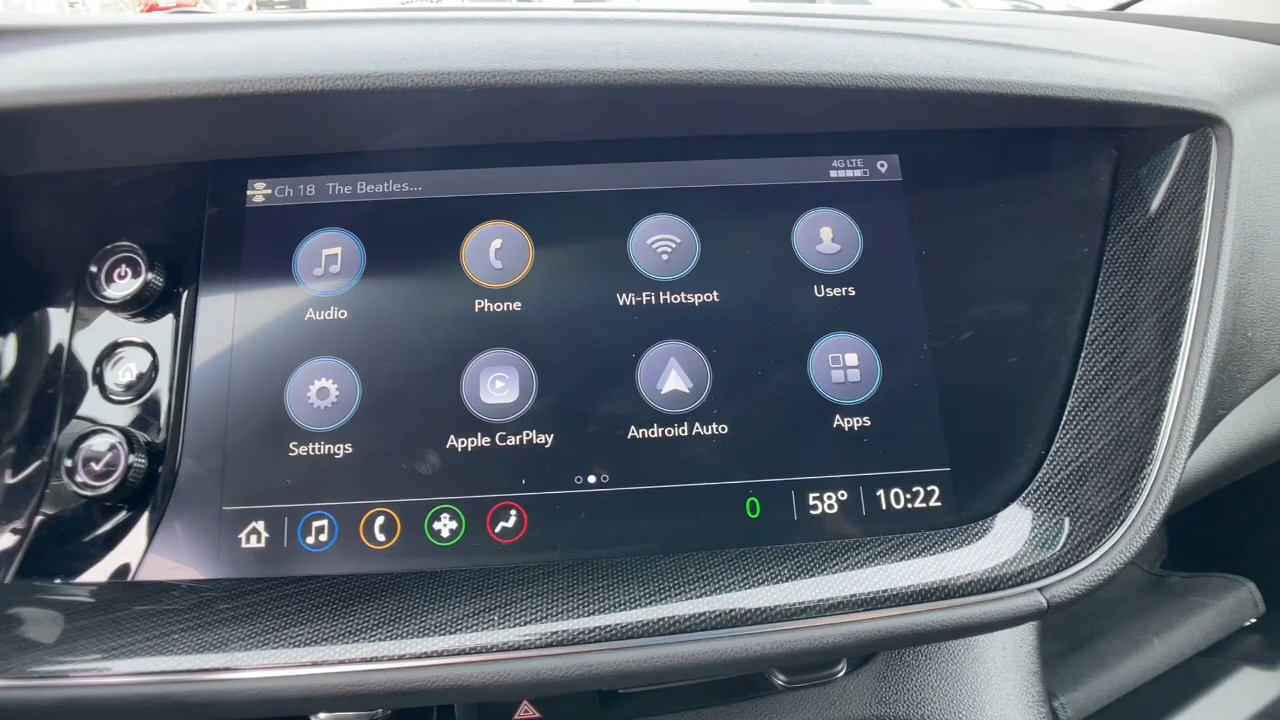 Ch 18 The Beatles...
4G LTE
Audio
Phone
Wi-Fi Hotspot
Users
Settings
Apple CarPlay
Android Auto
Apps
0
58°
10:22